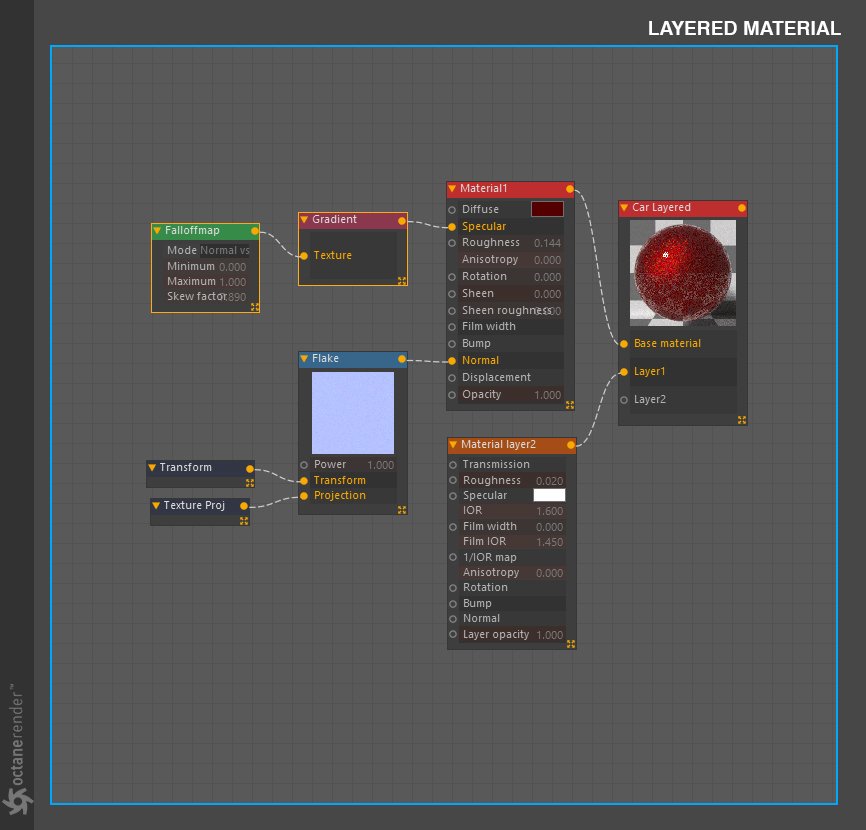 LAYERED MATERIAL
Falloffmap
Mode Normal vs
Minimum 0.000
Maximum 1.000
Skew factor
Gradient
Texture
Flake
Power 1.000
Transform
Projection
Transform
Texture Proj
Material1
Diffuse
Specular
Roughness 0.144
Anisotropy 0.000
Rotation 0.000
Sheen 0.000
Sheen roughness
Film width
Bump
Normal
Displacement
Opacity 1.000
Material layer2
Transmission
Roughness 0.020
Specular
IOR 1.600
Film width 0.000
Film IOR 1.450
1/IOR map
Anisotropy 0.000
Rotation
Bump
Normal
Layer opacity 1.000
Car Layered
Base material
Layer1
Layer2
octanerender™